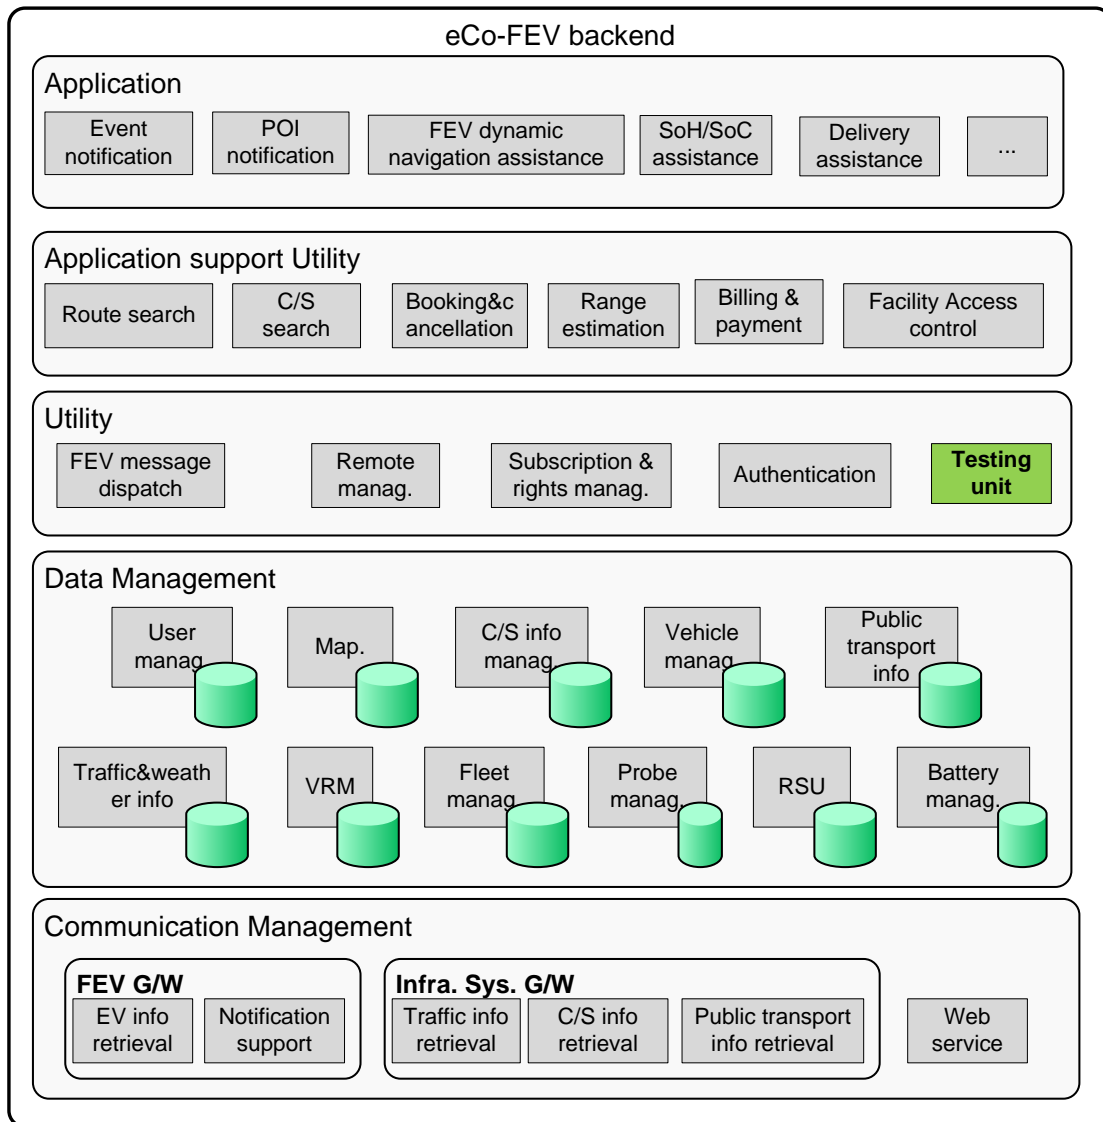 eCo-FEV backend
Application
Event
notification
POI
notification
FEV dynamic
navigation assistance
SoH/SoC
assistance
Delivery
assistance
...
Application support Utility
Route search
C/S
search
Booking&c
ancellation
Range
estimation
Billing &
payment
Facility Access
control
Utility
FEV message
dispatch
Remote
manag.
Subscription &
rights manag.
Authentication
Testing
unit
Data Management
User
manag.
Map.
C/S info
manag.
Vehicle
manag.
Public
transport
info
Traffic&weath
er info
VRM
Fleet
manag.
Probe
manag.
RSU
Battery
manag.
Communication Management
FEV G/W
EV info
retrieval
Notification
support
Infra. Sys. G/W
Traffic info
retrieval
C/S info
retrieval
Public transport
info retrieval
Web
service